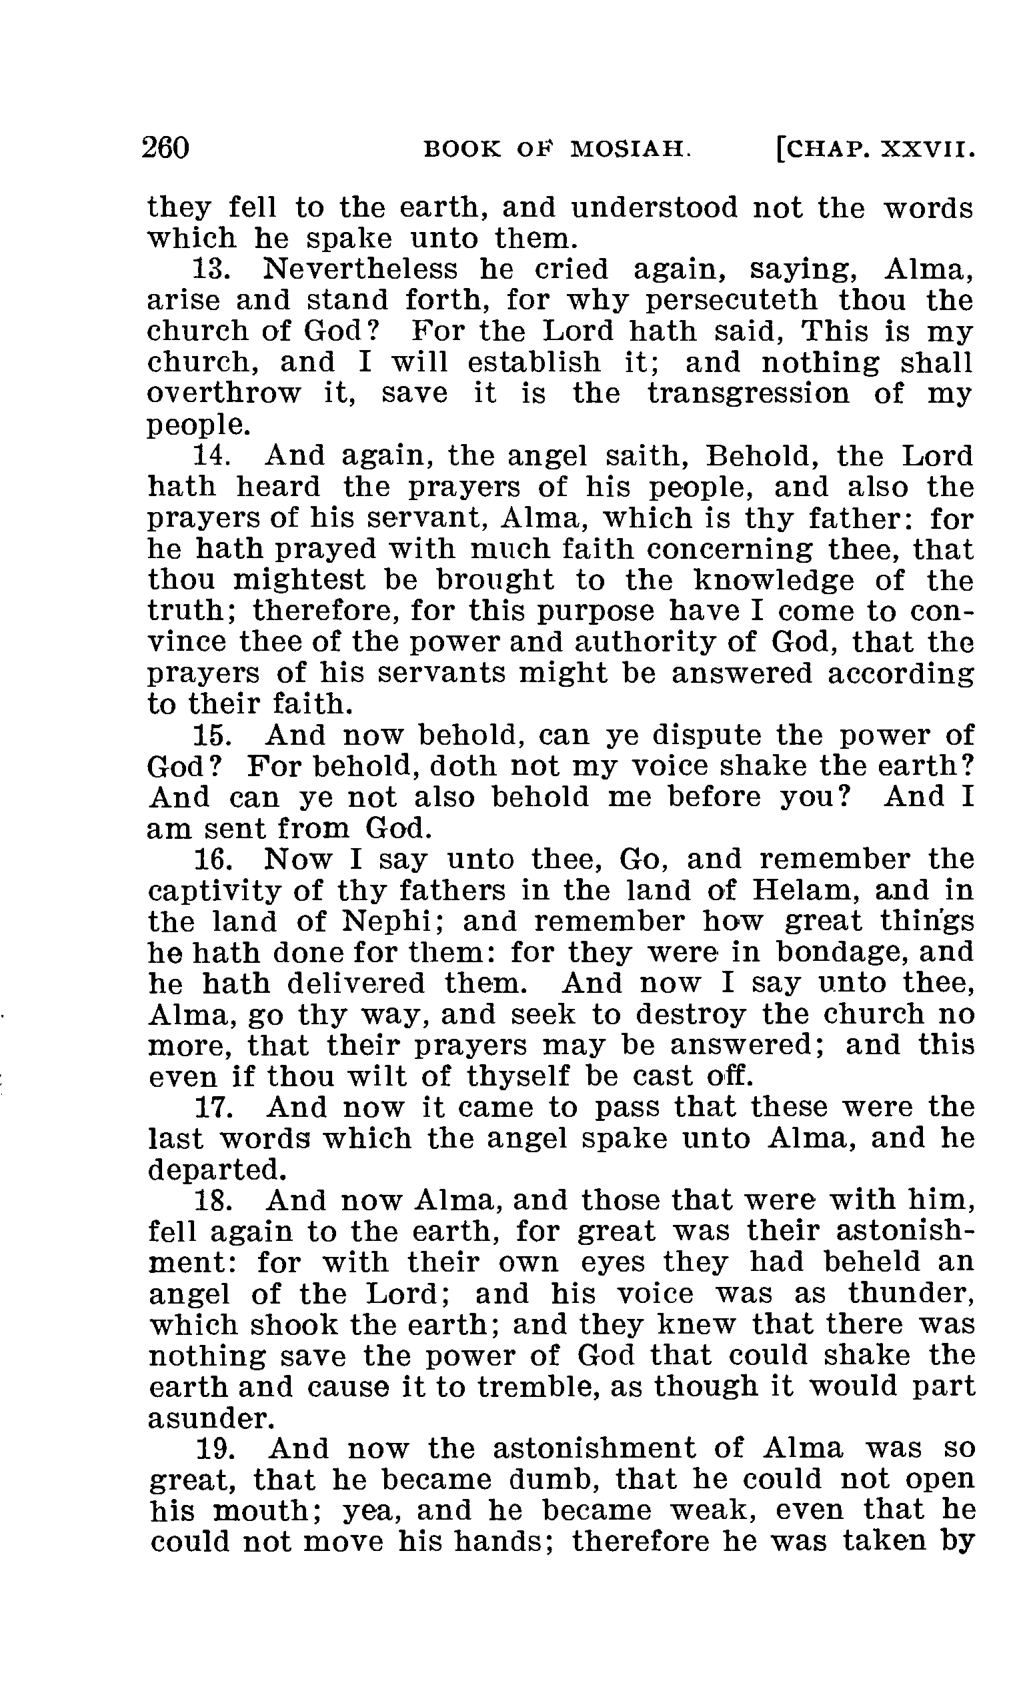 260 BOOK OF MOSIAH. [CHAP. XXVII.
they fell to the earth, and understood not the words
which he spake unto them.
13. Nevertheless he cried again, saying, Alma,
arise and stand forth, for why persecuteth thou the
church of God? For the Lord hath said, This is my
church, and I will establish it; and nothing shall
overthrow it, save it is the transgression of my
people.
14. And again, the angel saith, Behold, the Lord
hath heard the prayers of his people, and also the
prayers of his servant, Alma, which is thy father: for
he hath prayed with much faith concerning thee, that
thou mightest be brought to the knowledge of the
truth; therefore, for this purpose have I come to con-
vince thee of the power and authority of God, that the
prayers of his servants might be answered according
to their faith.
15. And now behold, can ye dispute the power of
God? For behold, doth not my voice shake the earth?
And can ye not also behold me before you? And I
am sent from God.
16. Now I say unto thee, Go, and remember the
captivity of thy fathers in the land of Helam, and in
the land of Nephi; and remember how great things
he hath done for them: for they were in bondage, and
he hath delivered them. And now I say unto thee,
Alma, go thy way, and seek to destroy the church no
more, that their prayers may be answered; and this
even if thou wilt of thyself be cast off.
17. And now it came to pass that these were the
last words which the angel spake unto Alma, and he
departed.
18. And now Alma, and those that were with him,
fell again to the earth, for great was their astonish-
ment: for with their own eyes they had beheld an
angel of the Lord; and his voice was as thunder,
which shook the earth; and they knew that there was
nothing save the power of God that could shake the
earth and cause it to tremble, as though it would part
asunder.
19. And now the astonishment of Alma was so
great, that he became dumb, that he could not open
his mouth; yea, and he became weak, even that he
could not move his hands; therefore he was taken by